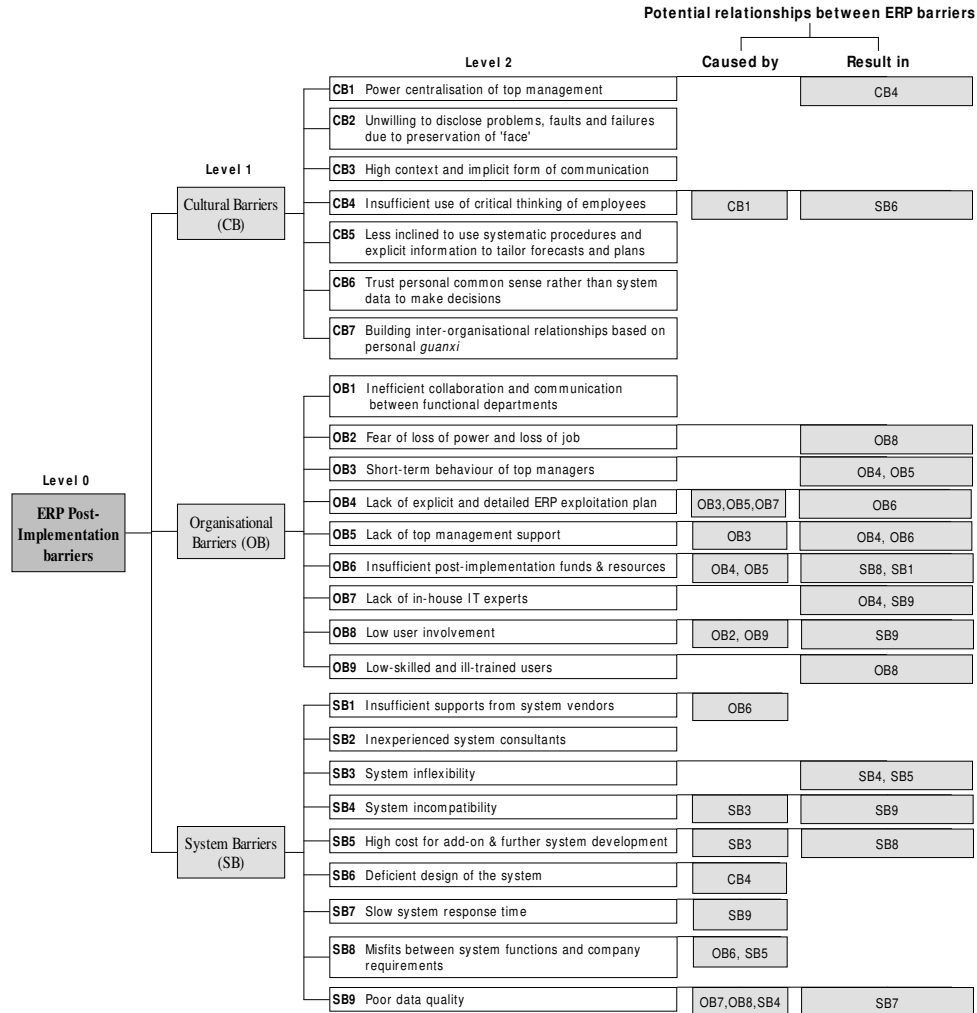 Potential relationships between ERP barriers
Level 2
Caused by
Result in
CB1 Power centralisation of top management
CB4
CB2 Unwilling to disclose problems, faults and failures
due to preservation of 'face'
Level 1
CB3 High context and implicit form of communication
Cultural Barriers
(CB)
CB4 Insufficient use of critical thinking of employees
CB1
SB6
CB5 Less inclined to use systematic procedures and
explicit information to tailor forecasts and plans
CB6 Trust personal common sense rather than system
data to make decisions
CB7 Building inter-organisational relationships based on
personal guanxi
OB1 Inefficient collaboration and communication
between functional departments
OB2 Fear of loss of power and loss of job
OB8
OB3 Short-term behaviour of top managers
OB4, OB5
Level 0
ERP Post-
Implementation
barriers
Organisational
Barriers (OB)
OB4 Lack of explicit and detailed ERP exploitation plan
OB3,OB5,OB7
OB6
OB5 Lack of top management support
OB3
OB4, OB6
OB6 Insufficient post-implementation funds & resources
OB4, OB5
SB8, SB1
OB7 Lack of in-house IT experts
OB4, SB9
OB8 Low user involvement
OB2, OB9
SB9
OB9 Low-skilled and ill-trained users
OB8
SB1 Insufficient supports from system vendors
OB6
SB2 Inexperienced system consultants
SB3 System inflexibility
SB4, SB5
SB4 System incompatibility
SB3
SB9
System Barriers
(SB)
SB5 High cost for add-on & further system development
SB3
SB8
SB6 Deficient design of the system
CB4
SB7 Slow system response time
SB9
SB8 Misfits between system functions and company
requirements
OB6, SB5
SB9 Poor data quality
OB7,OB8,SB4
SB7